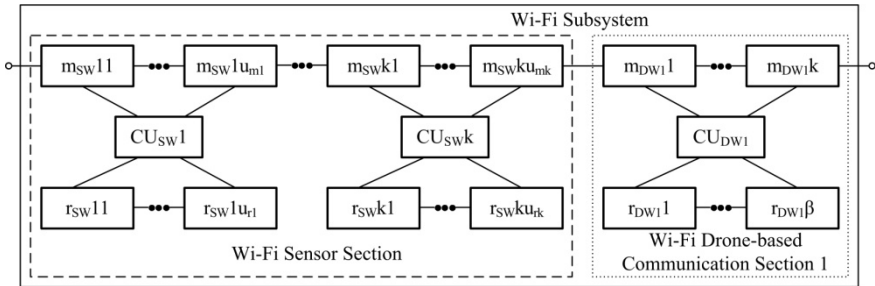 Wi-Fi Subsystem
m_SW11 ••• m_SW1u_m1 ••• m_SWk1 ••• m_SWku_mk m_DW11 ••• m_DW1k
CU_SW1 CU_SWk CU_DW1
r_SW11 ••• r_SW1u_r1 r_SWk1 ••• r_SWku_rk r_DW11 ••• r_DW1β
Wi-Fi Sensor Section
Wi-Fi Drone-based
Communication Section 1